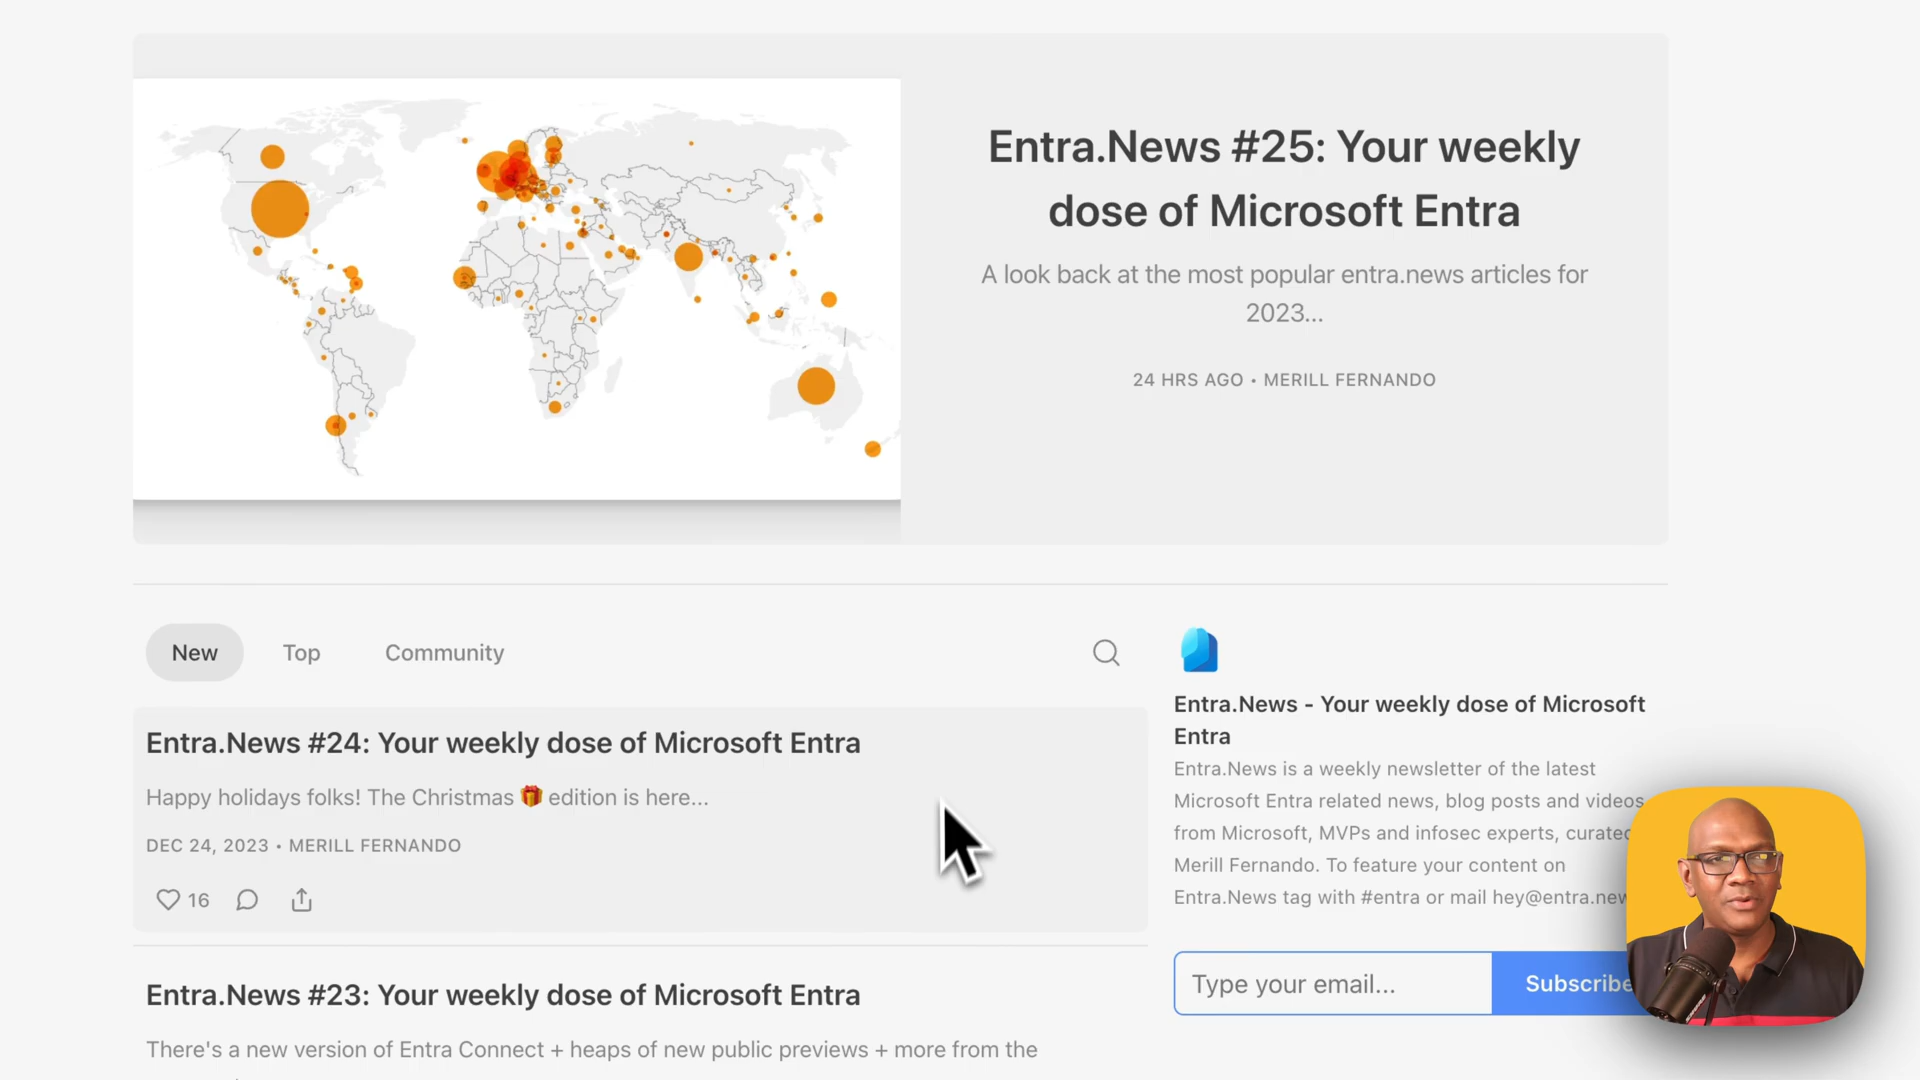 Entra.News #25: Your weekly
dose of Microsoft Entra
A look back at the most popular entra.news articles for
2023...
24 HRS AGO • MERILL FERNANDO
New
Top
Community
Entra.News #24: Your weekly dose of Microsoft Entra
Happy holidays folks! The Christmas 🎁 edition is here...
DEC 24, 2023 • MERILL FERNANDO
16
Entra.News #23: Your weekly dose of Microsoft Entra
There's a new version of Entra Connect + heaps of new public previews + more from the
Entra.News - Your weekly dose of Microsoft
Entra
Entra.News is a weekly newsletter of the latest
Microsoft Entra related news, blog posts and videos
from Microsoft, MVPs and infosec experts, curated
Merill Fernando. To feature your content on
Entra.News tag with #entra or mail hey@entra.new
Type your email...
Subscribe